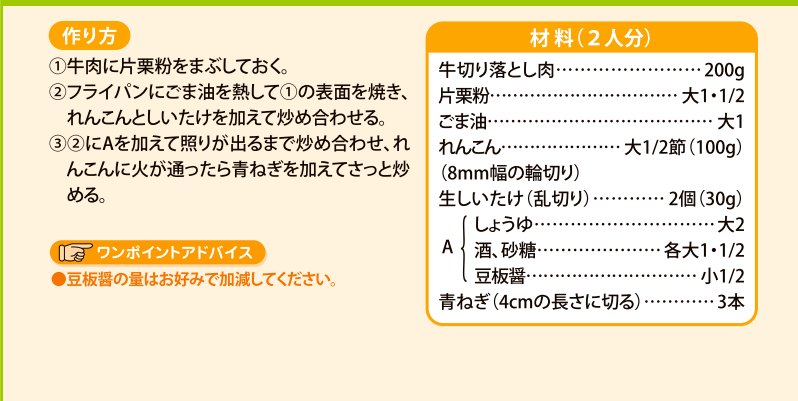 作り方
①牛肉に片栗粉をまぶしておく。
②フライパンにごま油を熱して①の表面を焼き、
れんこんとしいたけを加えて炒め合わせる。
③②にAを加えて照りが出るまで炒め合わせ、れ
んこんに火が通ったら青ねぎを加えてさっと炒
める。
ワンポイントアドバイス
●豆板醤の量はお好みで加減してください。
材料（2人分）
牛切り落とし肉……………………200g
片栗粉…………………………大1・1/2
ごま油………………………………大1
れんこん………………大1/2節（100g）
（8mm幅の輪切り）
生しいたけ（乱切り）…………2個（30g）
A
しょうゆ…………………………大2
酒、砂糖…………………各大1・1/2
豆板醤………………………小1/2
青ねぎ（4cmの長さに切る）…………3本